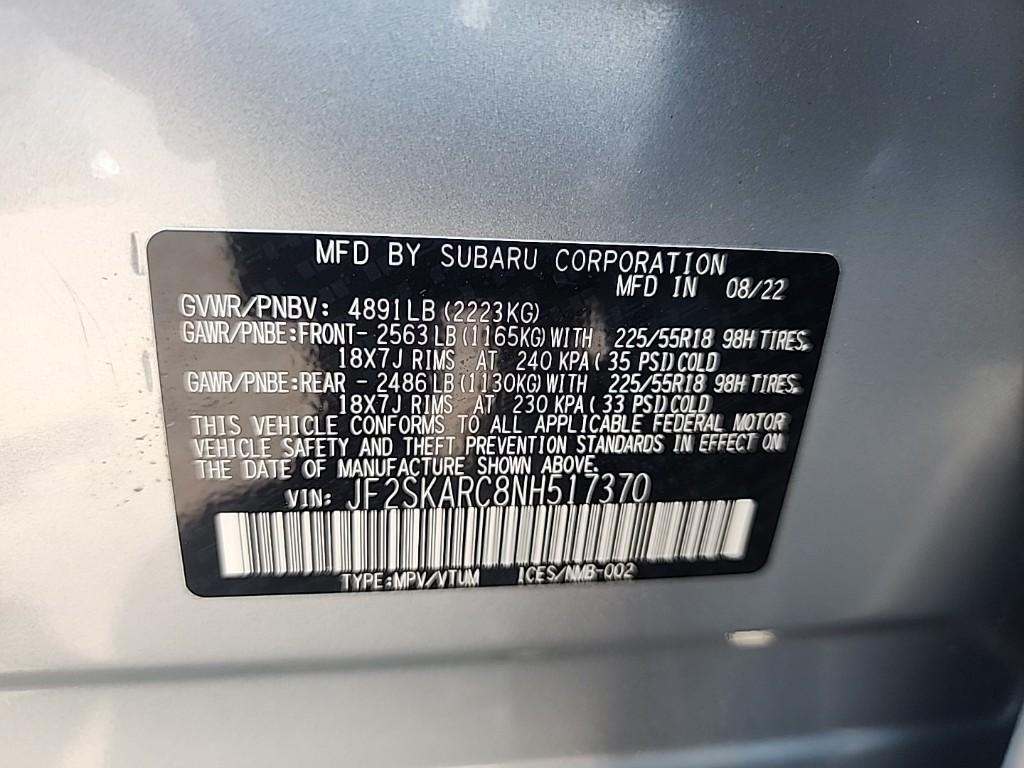 MFD BY SUBARU CORPORATION
MFD IN 08/22
GVWR/PNBV: 4891LB (2223KG)
GAWR/PNBE:FRONT- 2563 LB (1165KG) WITH 225/55R18 98H TIRES,
18X7J RIMS AT 240 KPA ( 35 PSI) COLD
GAWR/PNBE:REAR - 2486 LB (1130KG) WITH 225/55R18 98H TIRES,
18X7J RIMS AT 230 KPA ( 33 PSI) COLD
THIS VEHICLE CONFORMS TO ALL APPLICABLE FEDERAL MOTOR
VEHICLE SAFETY AND THEFT PREVENTION STANDARDS IN EFFECT ON
THE DATE OF MANUFACTURE SHOWN ABOVE.
VIN: JF2SKARC8NH517370
TYPE:MPV/VTUM ICES/NMB-002